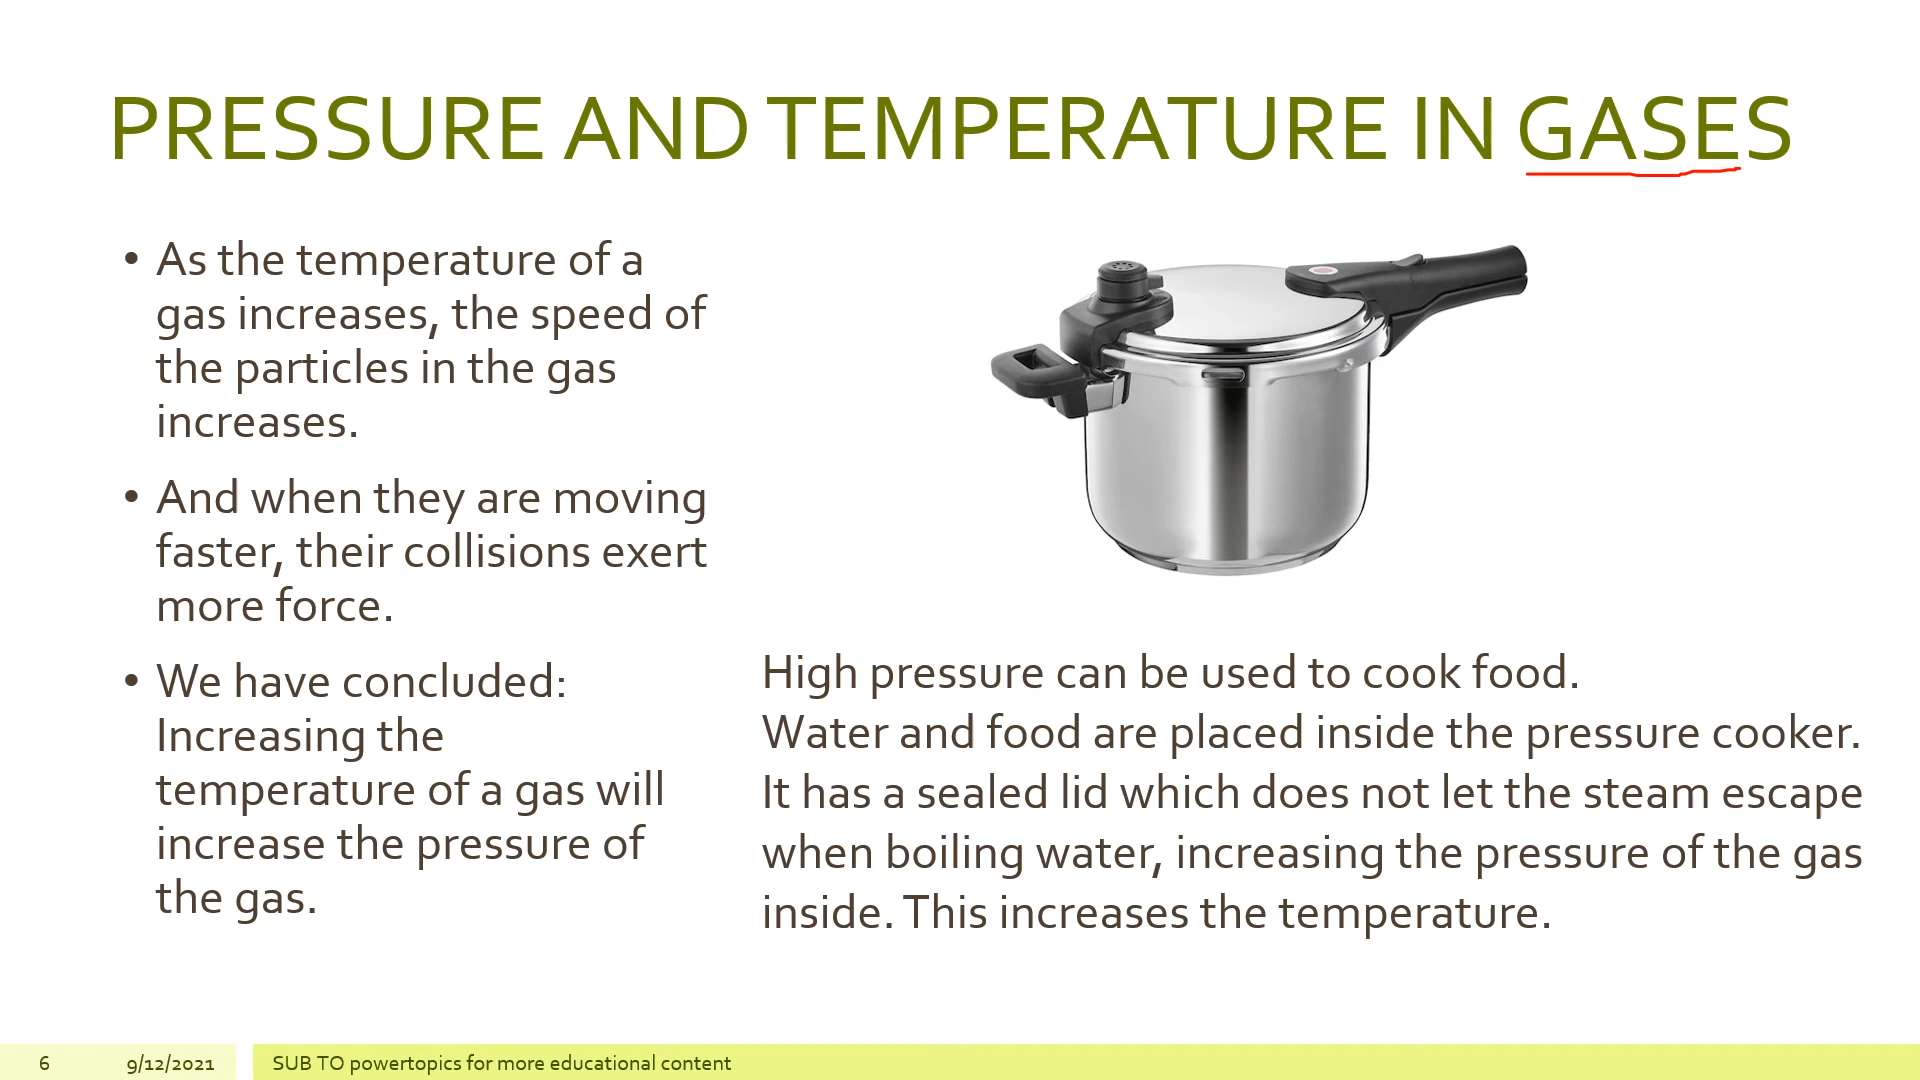 PRESSURE AND TEMPERATURE IN GASES
• As the temperature of a
gas increases, the speed of
the particles in the gas
increases.
• And when they are moving
faster, their collisions exert
more force.
• We have concluded:
Increasing the
temperature of a gas will
increase the pressure of
the gas.
High pressure can be used to cook food.
Water and food are placed inside the pressure cooker.
It has a sealed lid which does not let the steam escape
when boiling water, increasing the pressure of the gas
inside. This increases the temperature.
6
9/12/2021
SUB TO powertopics for more educational content